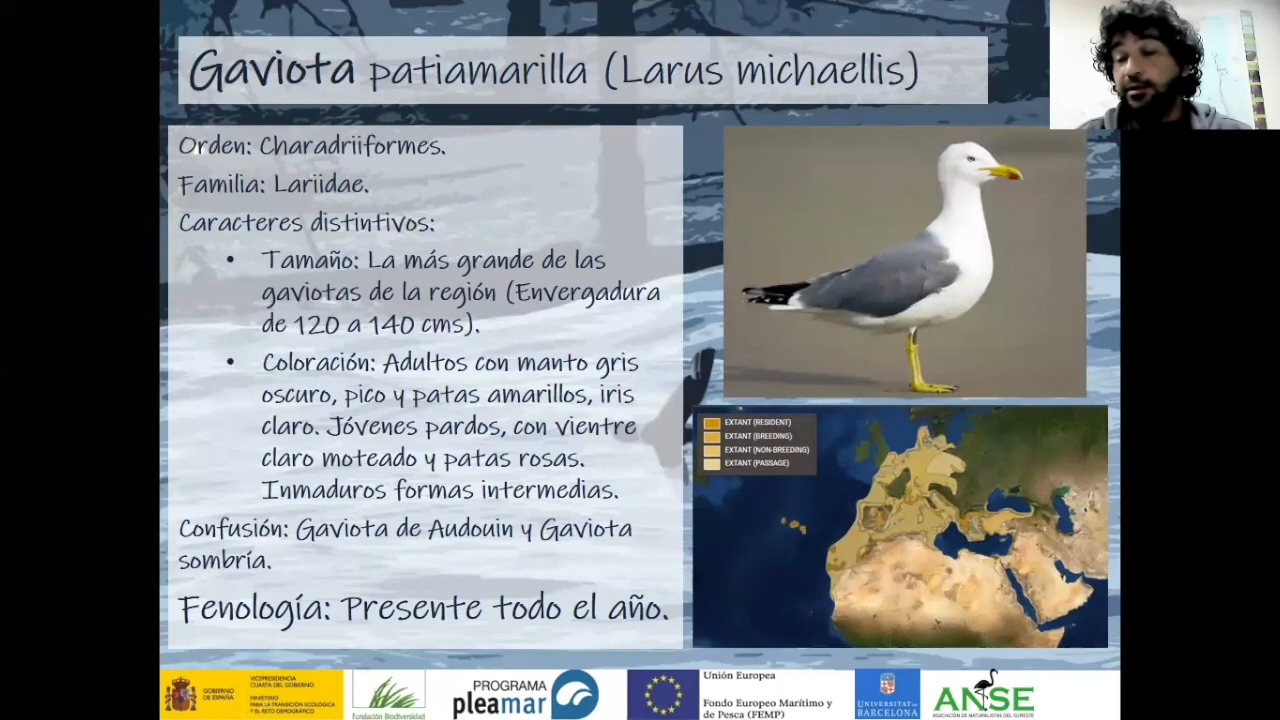 Gaviota patiamarilla (Larus michaellis)
Orden: Charadriiformes.
Familia: Lariidae.
Caracteres distintivos:
• Tamaño: La más grande de las
gaviotas de la región (Envergadura
de 120 a 140 cms).
• Coloración: Adultos con manto gris
oscuro, pico y patas amarillos, iris
claro. Jóvenes pardos, con vientre
claro moteado y patas rosas.
Inmaduros formas intermedias.
Confusión: Gaviota de Audouin y Gaviota
sombría.
Fenología: Presente todo el año.
EXTANT (RESIDENT)
EXTANT (BREEDING)
EXTANT (NON-BREEDING)
EXTANT (PASSAGE)
GOBIERNO
DE ESPAÑA
VICEPRESIDENCIA
CUARTA DEL GOBIERNO
MINISTERIO
PARA LA TRANSICIÓN ECOLÓGICA
Y EL RETO DEMOGRÁFICO
Fundación Biodiversidad
PROGRAMA
pleamar
Unión Europea
Fondo Europeo Marítimo y
de Pesca (FEMP)
UNIVERSITAT DE
BARCELONA
ANSE
ASOCIACIÓN DE NATURALISTAS DEL SURESTE